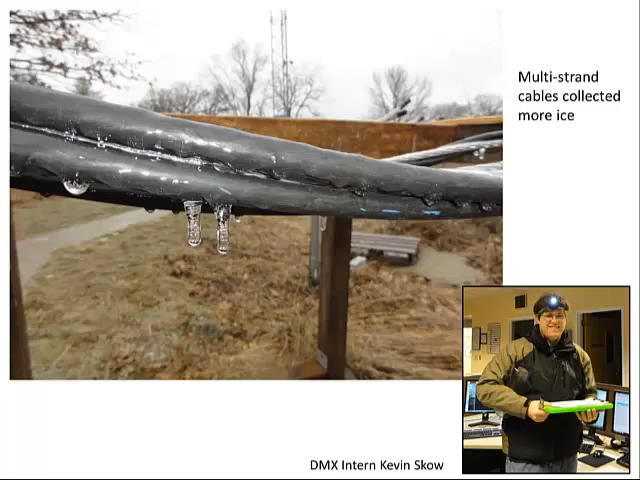 Multi-strand
cables collected
more ice
DMX Intern Kevin Skow